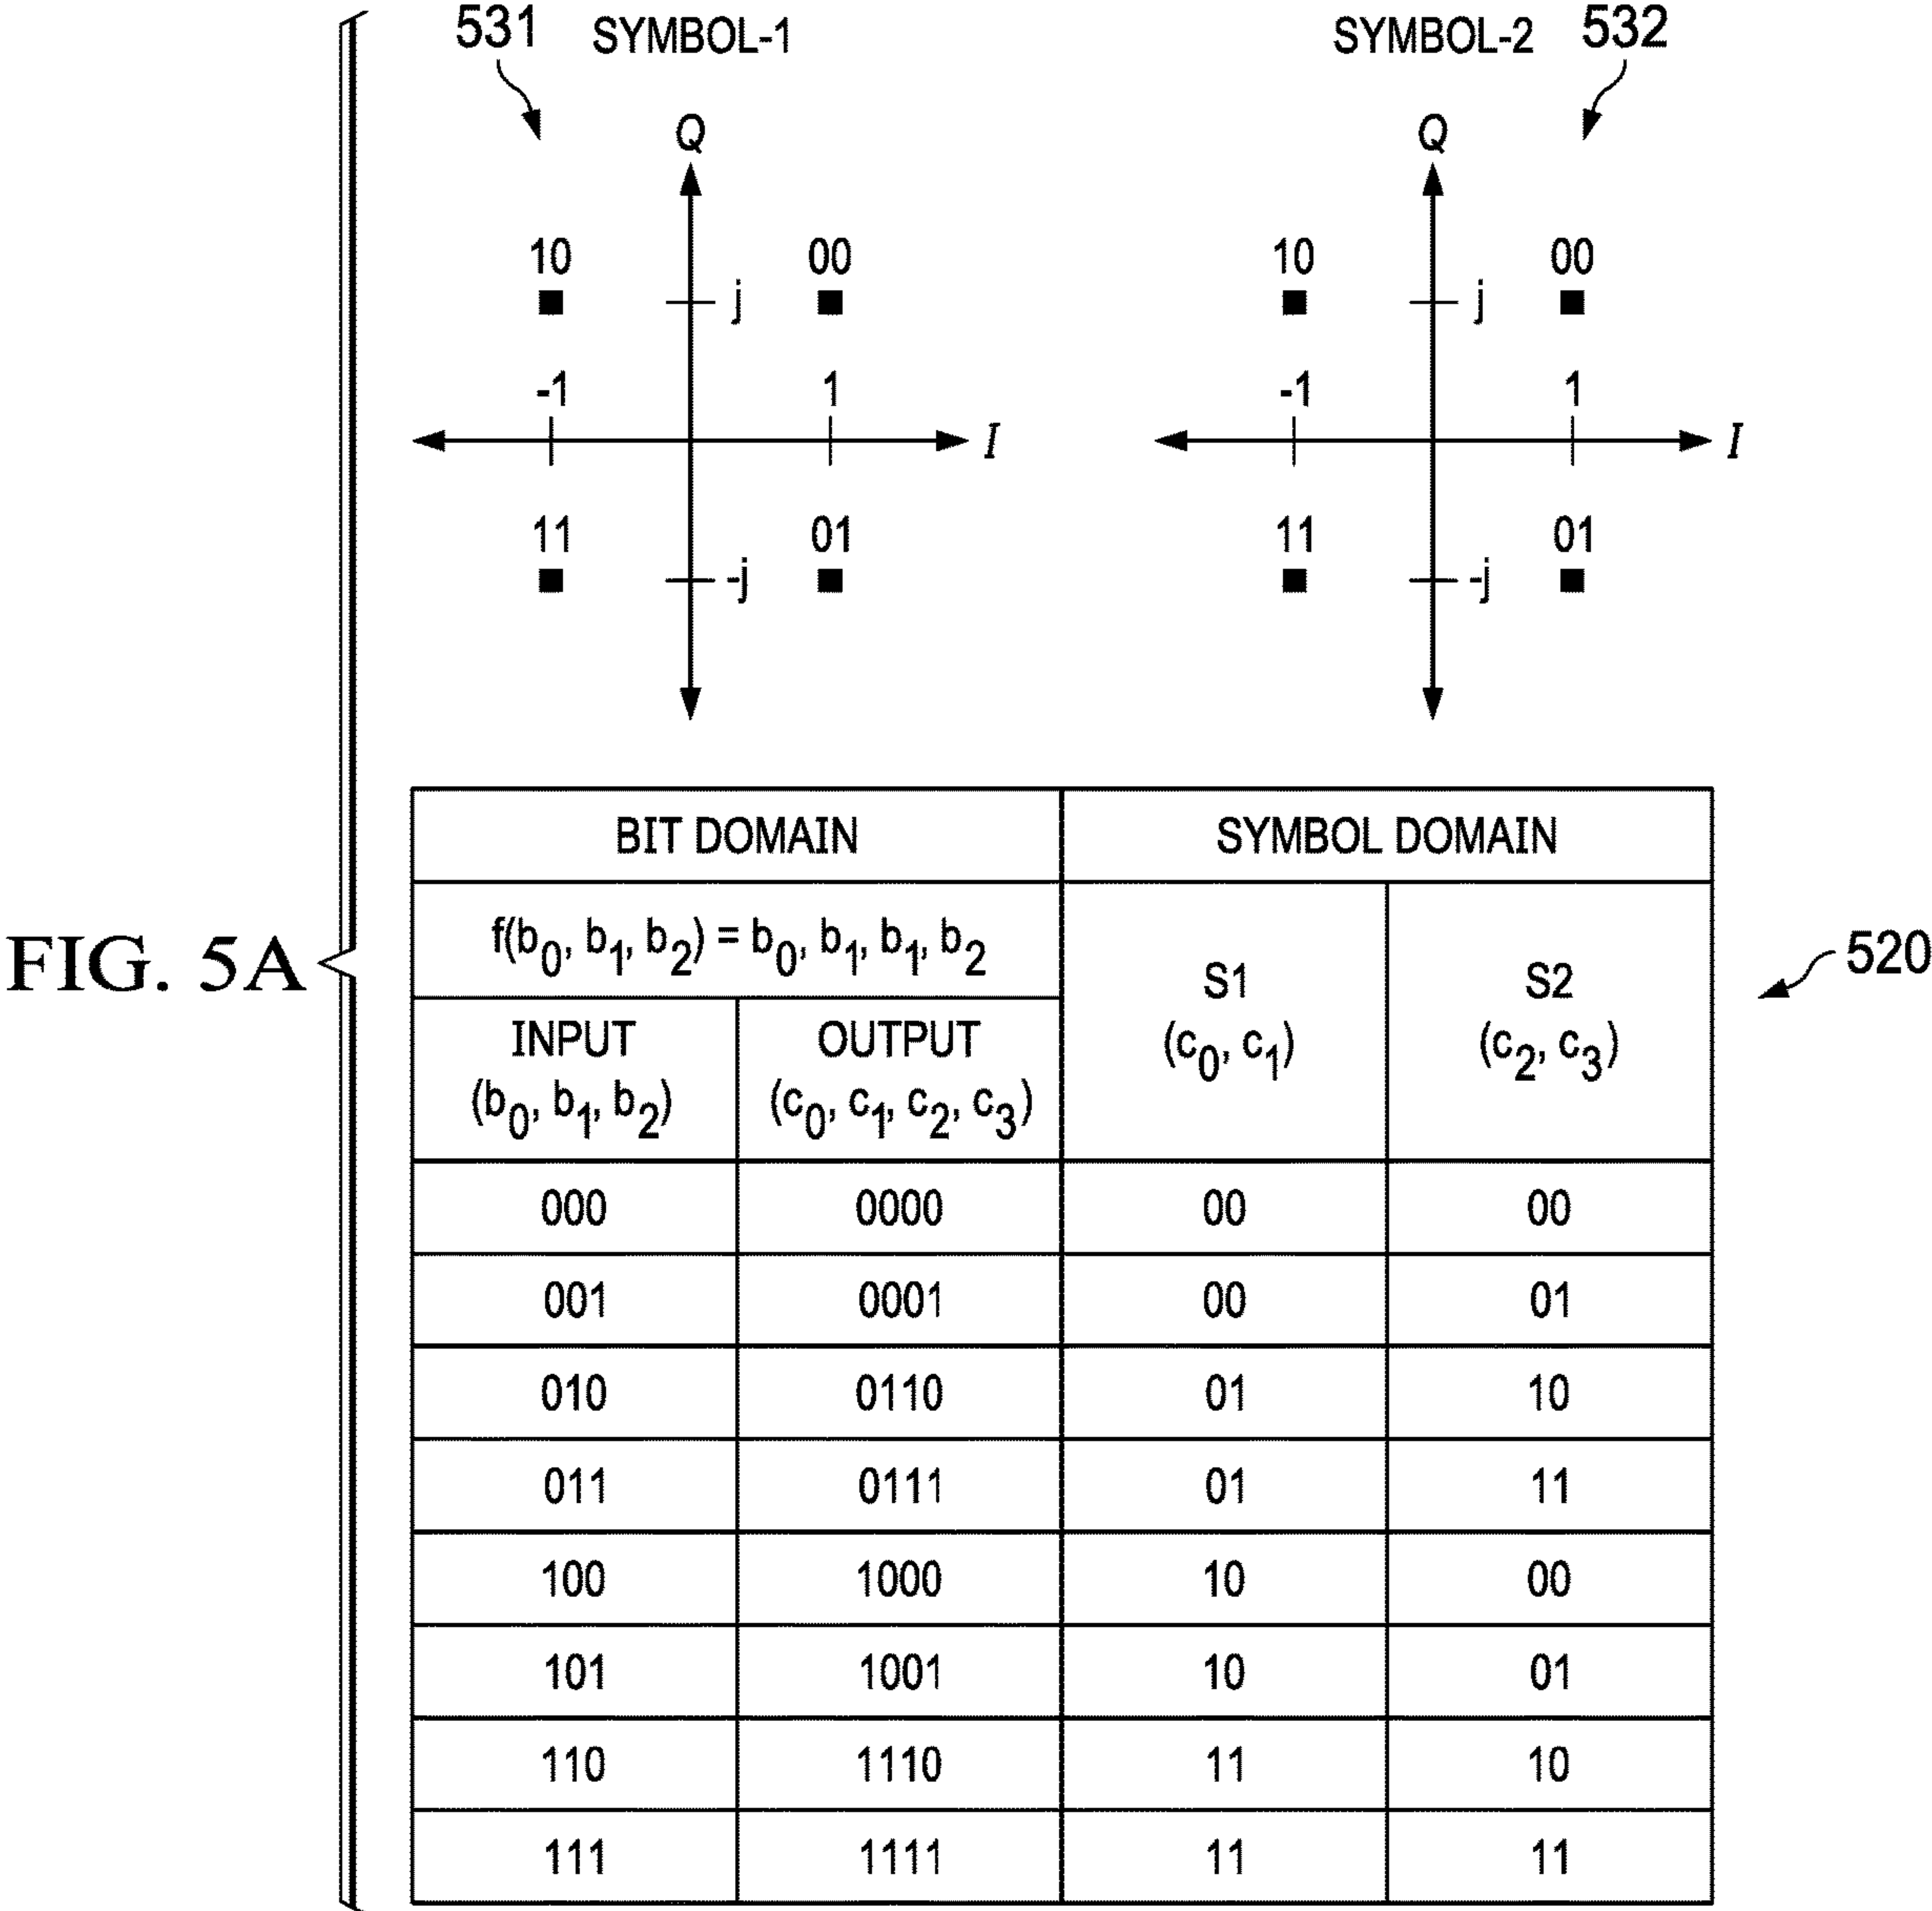 531 SYMBOL-1
SYMBOL-2 532
Q
10 00
j
-1 1
I
11 01
-j
Q
10 00
j
-1 1
I
11 01
-j
FIG. 5A
520
BIT DOMAIN SYMBOL DOMAIN
f(b0, b1, b2) = b0, b1, b1, b2
S1
(c0, c1)
S2
(c2, c3)
INPUT
(b0, b1, b2)
OUTPUT
(c0, c1, c2, c3)
000 0000 00 00
001 0001 00 01
010 0110 01 10
011 0111 01 11
100 1000 10 00
101 1001 10 01
110 1110 11 10
111 1111 11 11